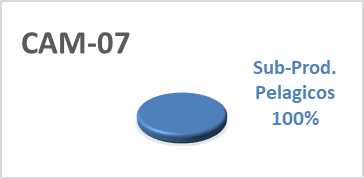 CAM-07
Sub-Prod.
Pelagicos
100%